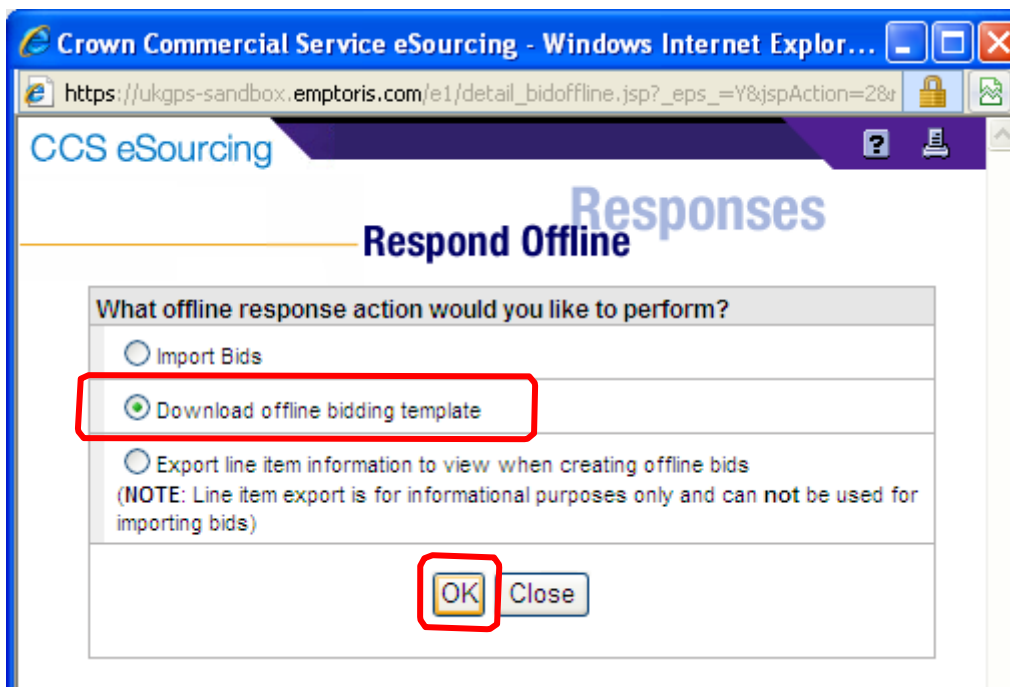 Crown Commercial Service eSourcing - Windows Internet Explor...
https://ukgps-sandbox.emptoris.com/e1/detail_bidoffline.jsp?_eps_=Y&jspAction=2&r
CCS eSourcing
?
Responses
Respond Offline
What offline response action would you like to perform?
Import Bids
Download offline bidding template
Export line item information to view when creating offline bids
(NOTE: Line item export is for informational purposes only and can not be used for
importing bids)
OK Close